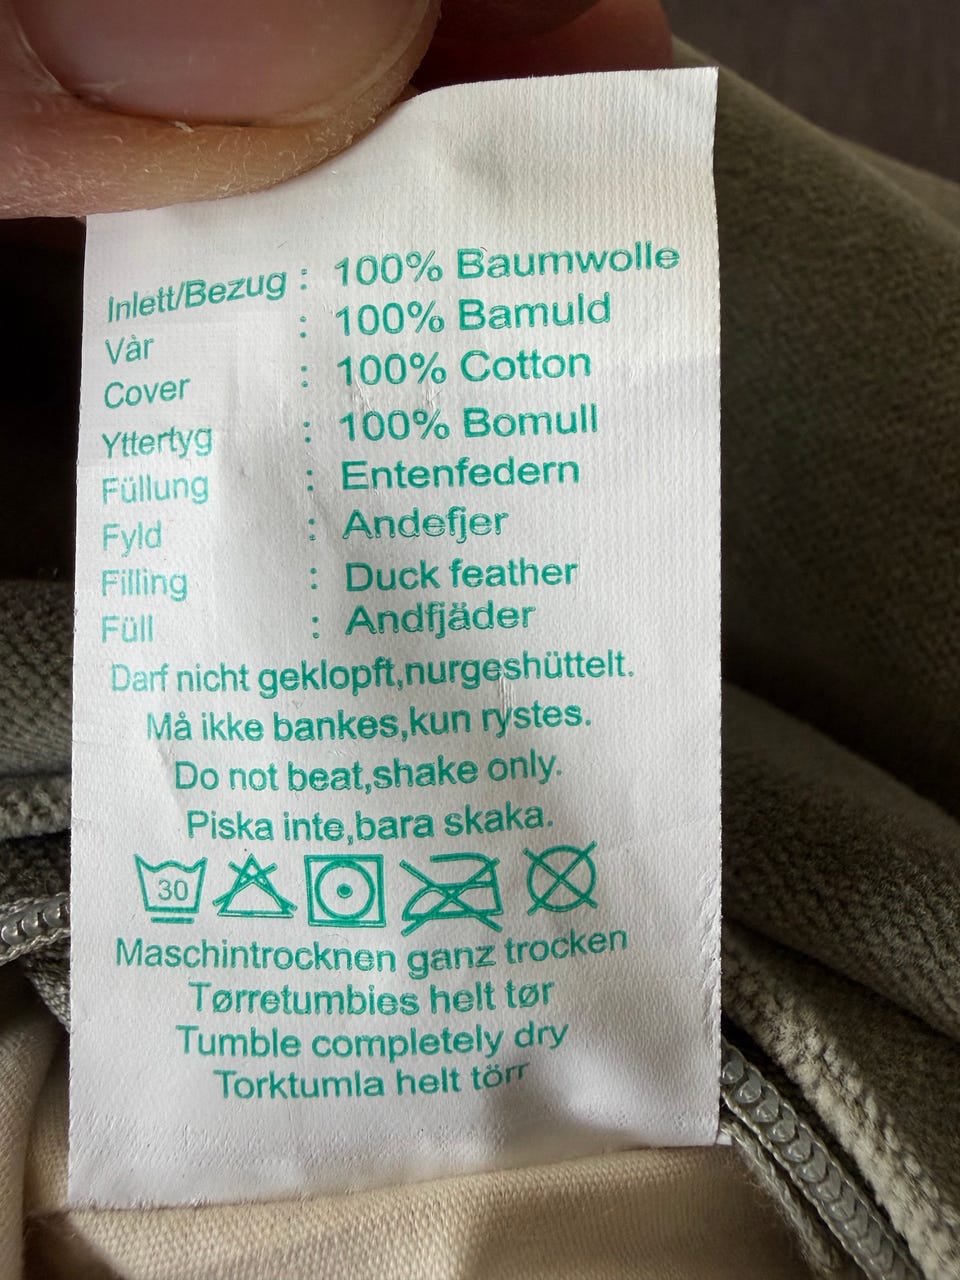 Inlett/Bezug : 100% Baumwolle
Vår : 100% Bamuld
Cover : 100% Cotton
Yttertyg : 100% Bomull
Füllung : Entenfedern
Fyld : Andefjer
Filling : Duck feather
Füll : Andfjäder
Darf nicht geklopft,nurgeshüttelt.
Må ikke bankes,kun rystes.
Do not beat,shake only.
Piska inte,bara skaka.
30
Maschintrocknen ganz trocken
Tørretumbies helt tør
Tumble completely dry
Torktumla helt törr